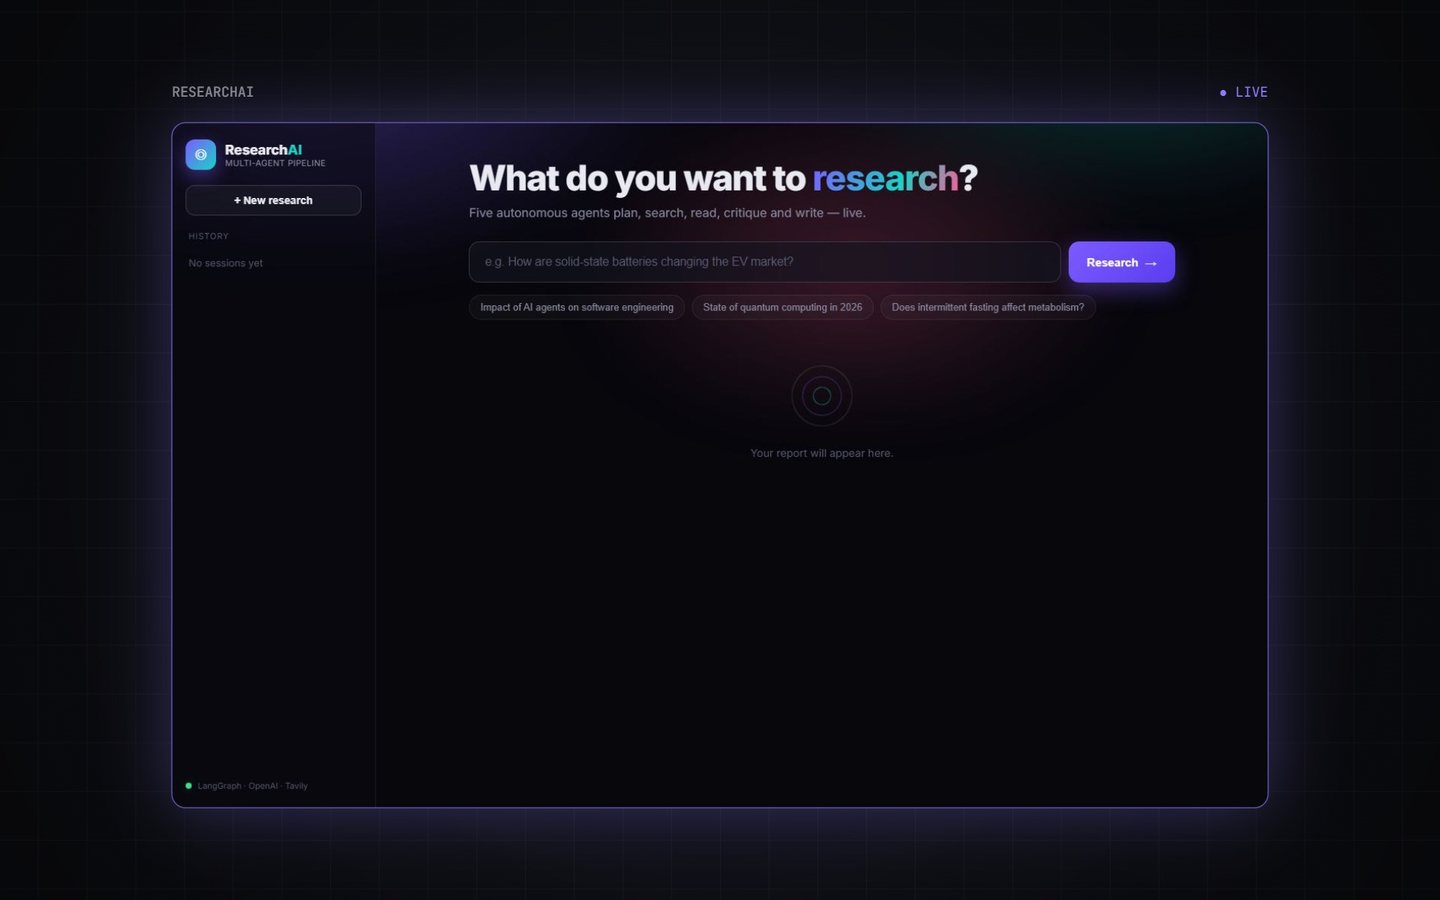 RESEARCHAI
● LIVE
ResearchAI
MULTI-AGENT PIPELINE
+ New research
HISTORY
No sessions yet
What do you want to research?
Five autonomous agents plan, search, read, critique and write — live.
e.g. How are solid-state batteries changing the EV market?
Research →
Impact of AI agents on software engineering
State of quantum computing in 2026
Does intermittent fasting affect metabolism?
Your report will appear here.
LangGraph · OpenAI · Tavily